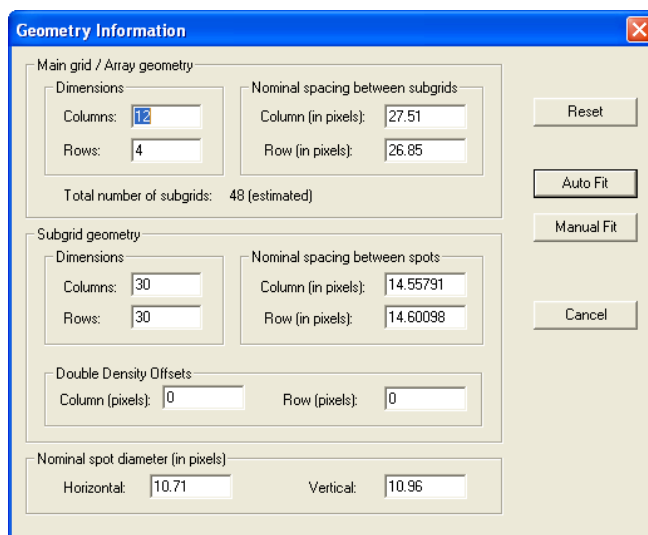 Geometry Information
Main grid / Array geometry
Dimensions
Columns: 12
Rows: 4
Nominal spacing between subgrids
Column (in pixels): 27.51
Row (in pixels): 26.85
Total number of subgrids: 48 (estimated)
Subgrid geometry
Dimensions
Columns: 30
Rows: 30
Nominal spacing between spots
Column (in pixels): 14.55791
Row (in pixels): 14.60098
Double Density Offsets
Column (pixels): 0 Row (pixels): 0
Nominal spot diameter (in pixels)
Horizontal: 10.71 Vertical: 10.96
Reset
Auto Fit
Manual Fit
Cancel